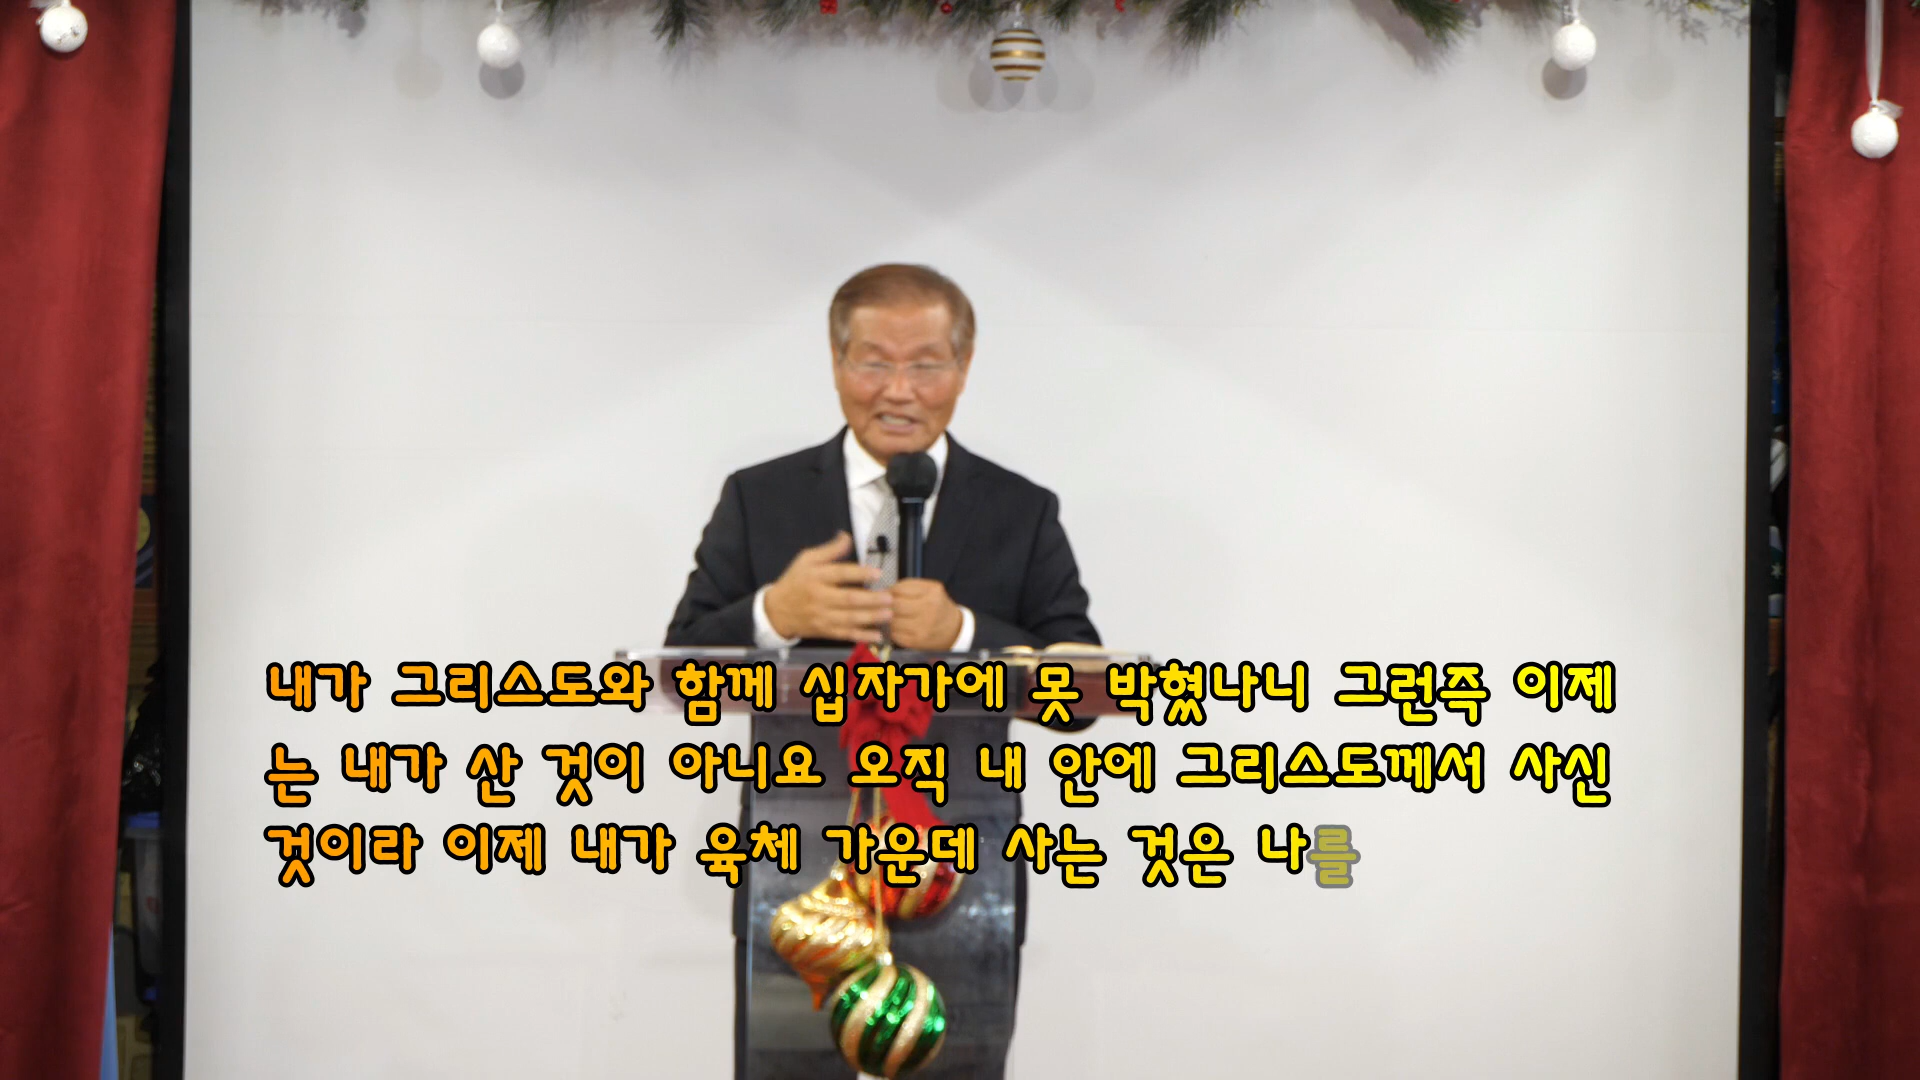 내가 그리스도와 함께 십자가에 못 박혔나니 그런즉 이제
는 내가 산 것이 아니요 오직 내 안에 그리스도께서 사신
것이라 이제 내가 육체 가운데 사는 것은 나를